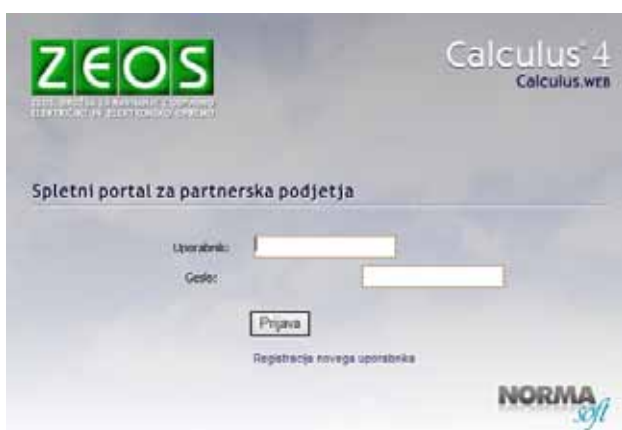 ZEOS
Calculus 4
Calculus.WEB
Spletni portal za partnerska podjetja
Uporabnik:
Geslo:
Prijava
Registracija novega uporabnika
NORMA
soft